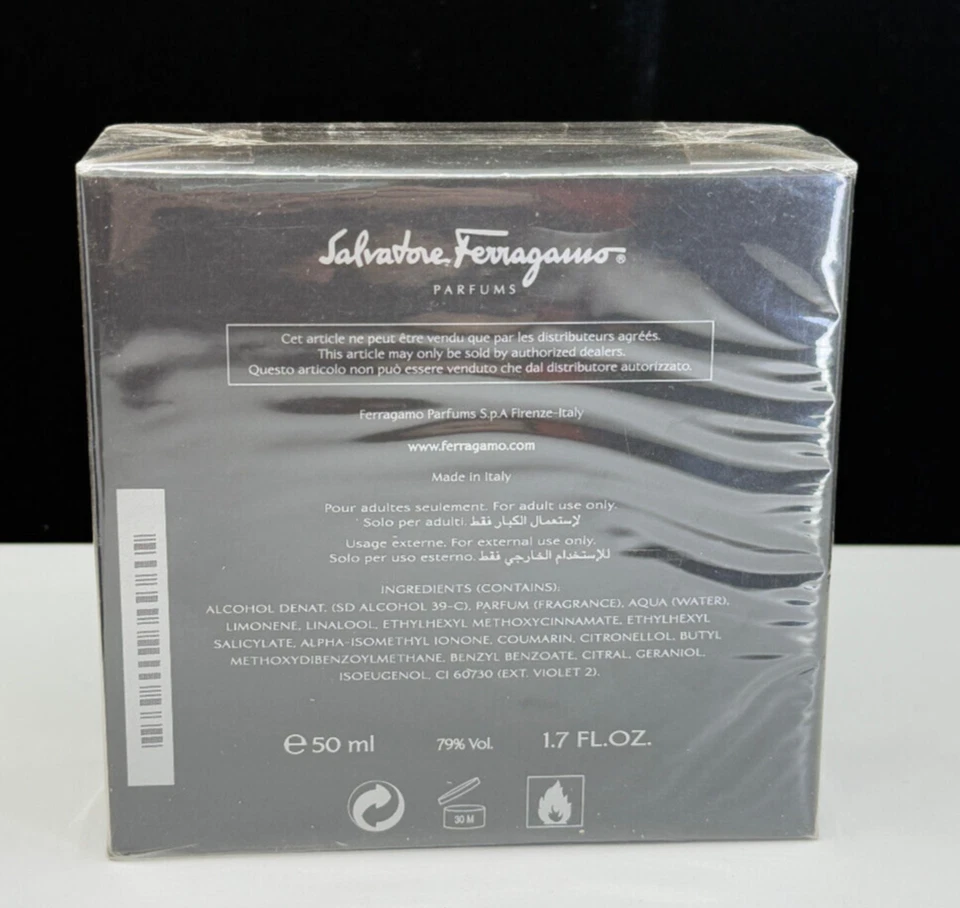 Salvatore Ferragamo®
PARFUMS
Cet article ne peut être vendu que par les distributeurs agréés.
This article may only be sold by authorized dealers.
Questo articolo non può essere venduto che dal distributore autorizzato.
Ferragamo Parfums S.p.A Firenze-Italy
www.ferragamo.com
Made in Italy
Pour adultes seulement. For adult use only.
Solo per adulti. لإستعمال الكبار فقط
Usage externe. For external use only.
Solo per uso esterno. للإستخدام الخارجي فقط
INGREDIENTS (CONTAINS):
ALCOHOL DENAT. (SD ALCOHOL 39-C), PARFUM (FRAGRANCE), AQUA (WATER),
LIMONENE, LINALOOL, ETHYLHEXYL METHOXYCINNAMATE, ETHYLHEXYL
SALICYLATE, ALPHA-ISOMETHYL IONONE, COUMARIN, CITRONELLOL, BUTYL
METHOXYDIBENZOYLMETHANE, BENZYL BENZOATE, CITRAL, GERANIOL,
ISOEUGENOL, CI 60730 (EXT. VIOLET 2).
℮ 50 ml 79% Vol. 1.7 FL.OZ.
30 M